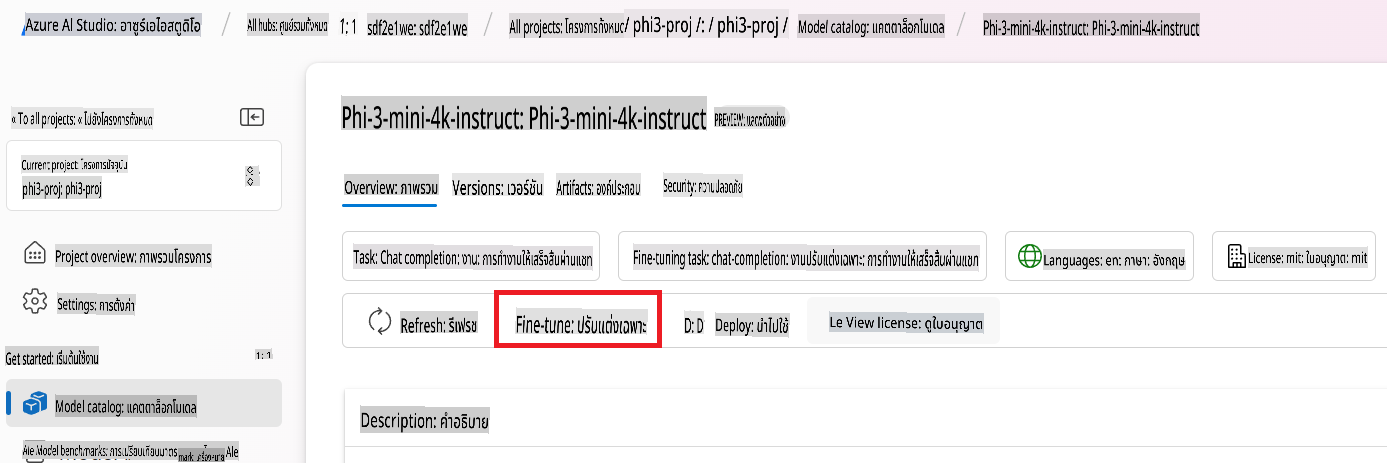 Azure AI Studio: อาซูร์เอไอสตูดิโอ / All hubs: ศูนย์รวมทั้งหมด 1: 1 sdf2e1we: sdf2e1we / All projects: โครงการทั้งหมด / phi3-proj /: / phi3-proj / Model catalog: แคตตาล็อกโมเดล / Phi-3-mini-4k-instruct: Phi-3-mini-4k-instruct
« To all projects: « ไปยังโครงการทั้งหมด
Current project: โครงการปัจจุบัน
phi3-proj: phi3-proj
Project overview: ภาพรวมโครงการ
Settings: การตั้งค่า
Get started: เริ่มต้นใช้งาน 1: 1
Model catalog: แคตตาล็อกโมเดล
Model benchmarks: การเปรียบเทียบมาตร
Phi-3-mini-4k-instruct: Phi-3-mini-4k-instruct PREVIEW: แสดงตัวอย่าง
Overview: ภาพรวม Versions: เวอร์ชัน Artifacts: องค์ประกอบ Security: ความปลอดภัย
Task: Chat completion: งาน: การทำงานให้เสร็จสิ้นผ่านแชท Fine-tuning task: chat-completion: งานปรับแต่งเฉพาะ: การทำงานให้เสร็จสิ้นผ่านแชท Languages: en: ภาษา: อังกฤษ License: mit: ใบอนุญาต: mit
Refresh: รีเฟรช Fine-tune: ปรับแต่งเฉพาะ D: D Deploy: นำไปใช้ Le View license: ดูใบอนุญาต
Description: คำอธิบาย